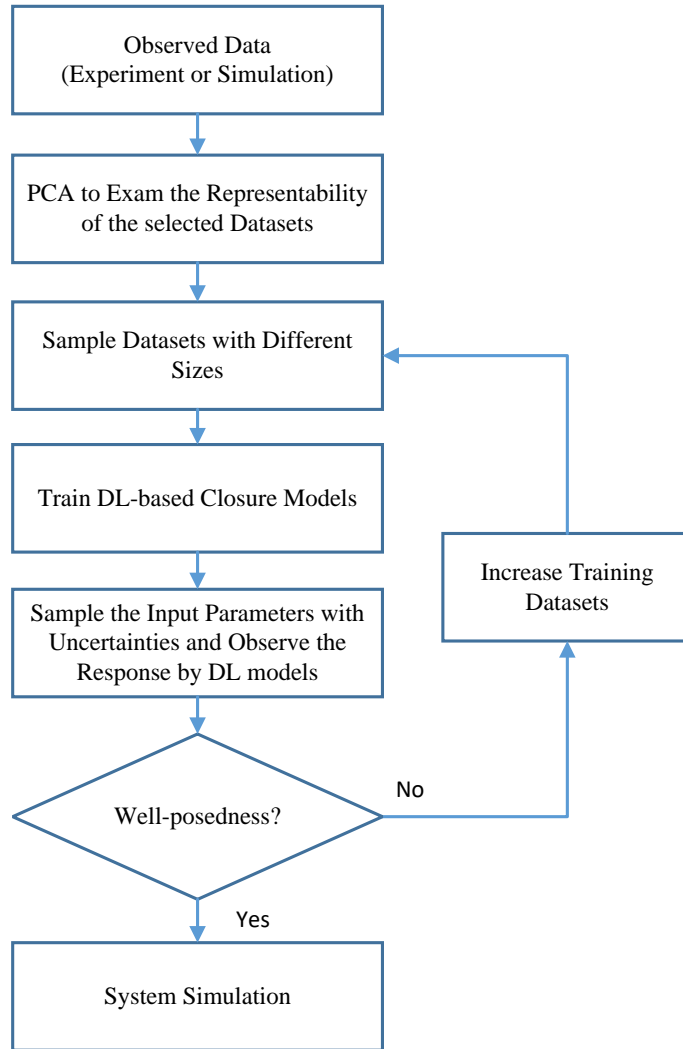 Observed Data
(Experiment or Simulation)
PCA to Exam the Representability
of the selected Datasets
Sample Datasets with Different
Sizes
Train DL-based Closure Models
Increase Training
Datasets
Sample the Input Parameters with
Uncertainties and Observe the
Response by DL models
Well-posedness?
No
Yes
System Simulation